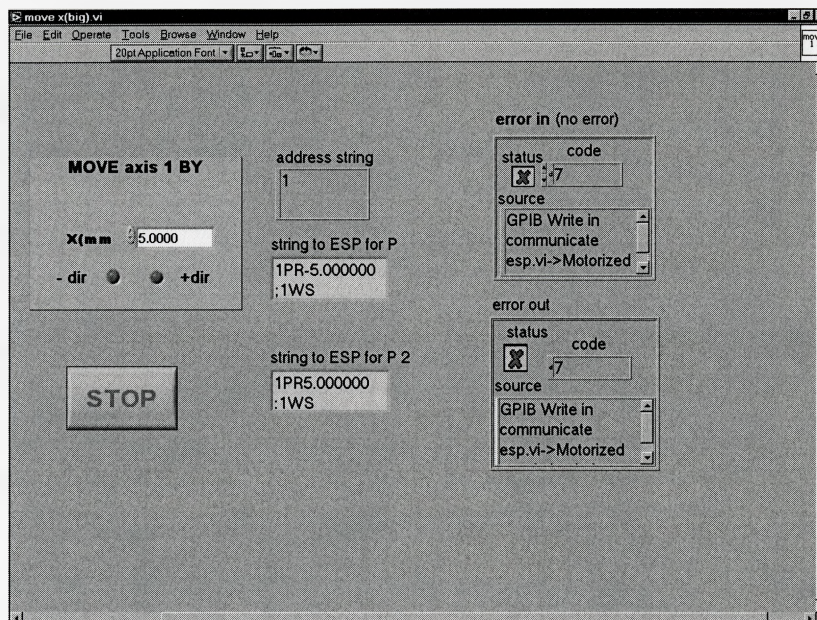 move x(big).vi
File Edit Operate Tools Browse Window Help
20pt Application Font
mov
1
MOVE axis 1 BY
X(mm
5.0000
- dir
+dir
STOP
address string
1
string to ESP for P
1PR-5.000000
;1WS
string to ESP for P 2
1PR5.000000
;1WS
error in (no error)
status
code
7
source
GPIB Write in
communicate
esp.vi->Motorized
error out
status
code
7
source
GPIB Write in
communicate
esp.vi->Motorized